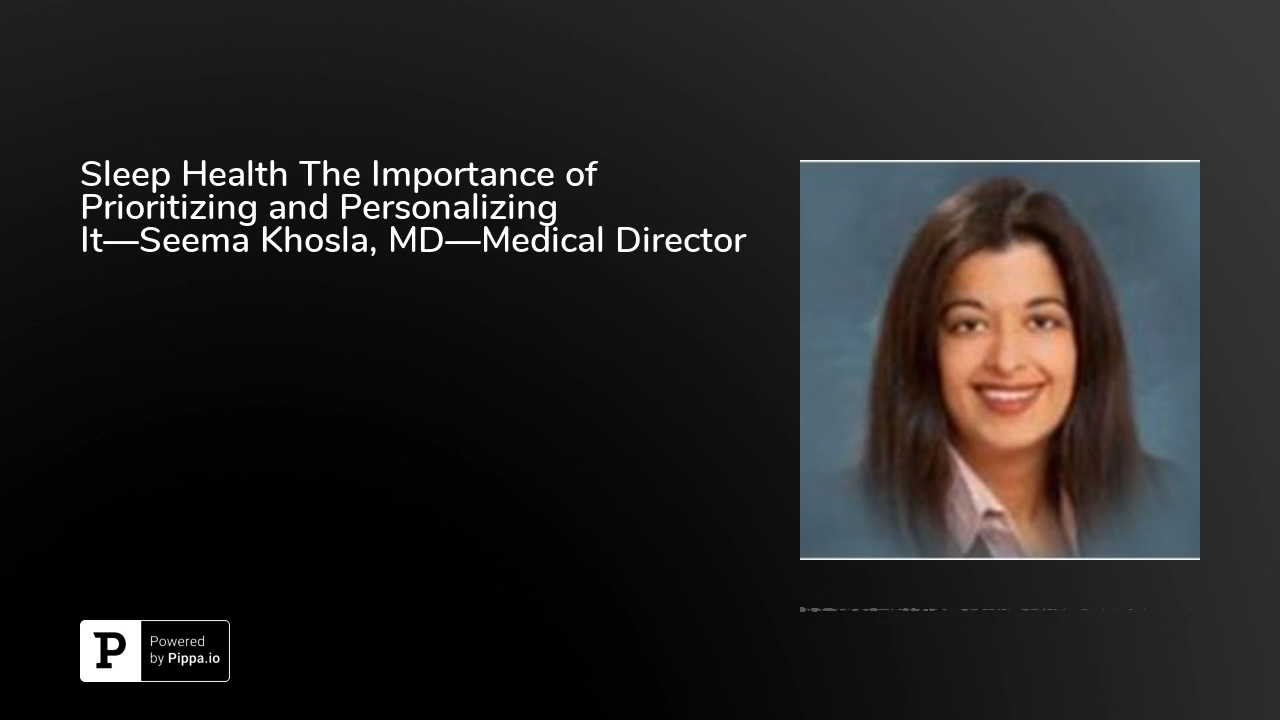 Sleep Health The Importance of
Prioritizing and Personalizing
It—Seema Khosla, MD—Medical Director
P
Powered
by Pippa.io